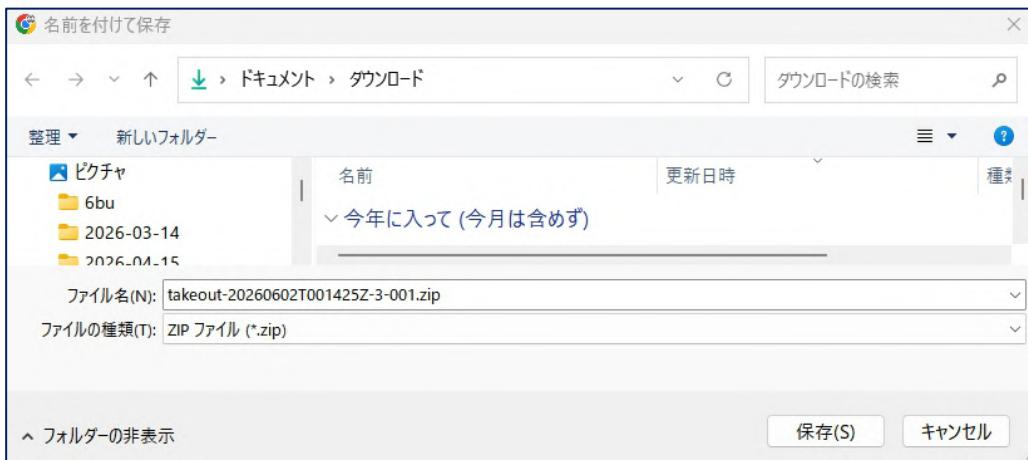 名前を付けて保存
ドキュメント › ダウンロード
ダウンロードの検索
整理
新しいフォルダー
ピクチャ
6bu
2026-03-14
2026-04-15
名前
更新日時
種類
今年に入って (今月は含めず)
ファイル名(N): takeout-20260602T001425Z-3-001.zip
ファイルの種類(T): ZIP ファイル (*.zip)
フォルダーの非表示
保存(S)
キャンセル